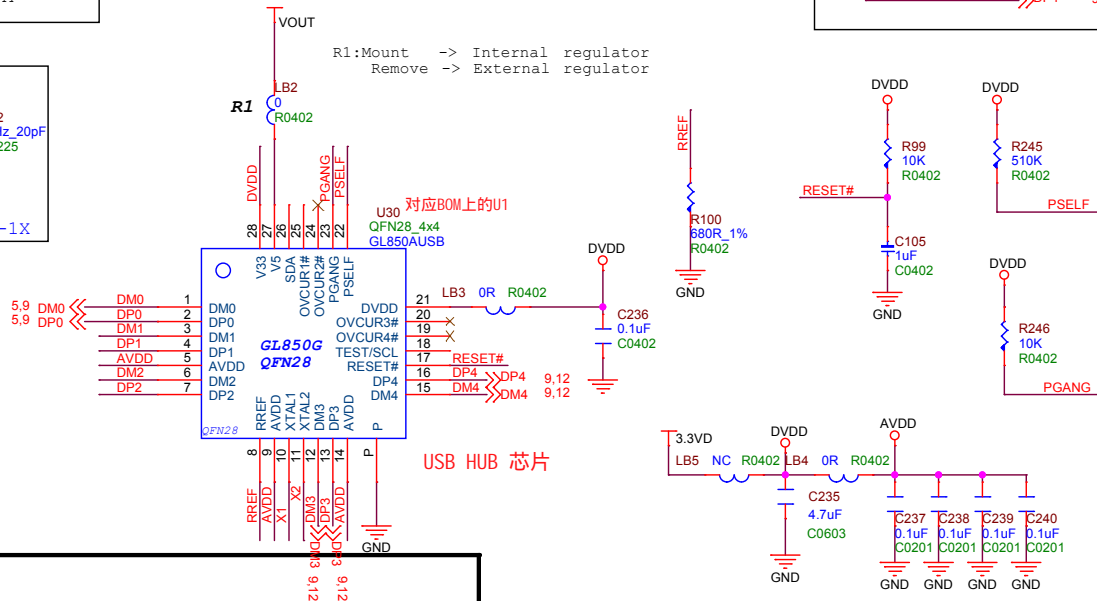 VOUT
R1:Mount -> Internal regulator
Remove -> External regulator
LB2
R1
0
R0402
Hz_20pF
225
-1X
DVDD
PGANG
PSELF
28
27
26
25
24
23
22
对应BOM上的U1
U30
QFN28_4x4
GL850AUSB
V33
V5
SDA
OVCUR1#
OVCUR2#
PGANG
PSELF
5,9 DM0
5,9 DP0
DM0 1 DM0
DP0 2 DP0
DM1 3 DM1
DP1 4 DP1
AVDD 5 AVDD
DM2 6 DM2
DP2 7 DP2
GL850G
QFN28
QFN28
DVDD 21
OVCUR3# 20
OVCUR4# 19
TEST/SCL 18
RESET# 17 RESET#
DP4 16 DP4 DP4 9,12
DM4 15 DM4 DM4 9,12
LB3 0R R0402
DVDD
C236
0.1uF
C0402
RREF
AVDD
XTAL1
XTAL2
DM3
DP3
AVDD
P
8
9
10
11
12
13
14
P
RREF
AVDD
X1
X2
DM3
DP3
AVDD
GND
DM3 9,12
DP3 9,12
USB HUB 芯片
RREF
R100
680R_1%
R0402
GND
DVDD
R99
10K
R0402
RESET#
C105
1uF
C0402
GND
DVDD
R245
510K
R0402
PSELF
DVDD
R246
10K
R0402
PGANG
3.3VD
LB5 NC R0402
DVDD
LB4 0R R0402
AVDD
C235
4.7uF
C0603
GND
C237
0.1uF
C0201
GND
C238
0.1uF
C0201
GND
C239
0.1uF
C0201
GND
C240
0.1uF
C0201
GND